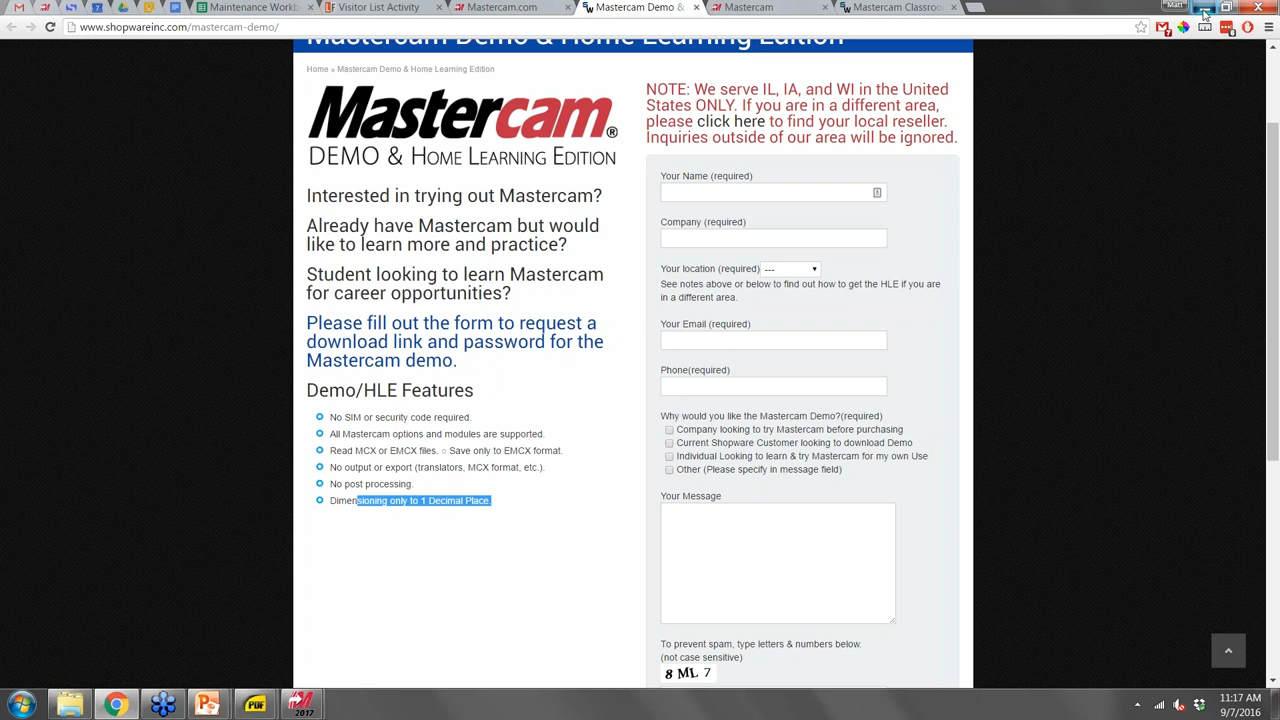 Maintenance Workb
Visitor List Activity
Mastercam.com
Mastercam Demo &
Mastercam
Mastercam Classroo
Matt
www.shopwareinc.com/mastercam-demo/
Mastercam Demo & Home Learning Edition
Home » Mastercam Demo & Home Learning Edition
Mastercam®
DEMO & HOME LEARNING EDITION
Interested in trying out Mastercam?
Already have Mastercam but would
like to learn more and practice?
Student looking to learn Mastercam
for career opportunities?
Please fill out the form to request a
download link and password for the
Mastercam demo.
Demo/HLE Features
No SIM or security code required.
All Mastercam options and modules are supported.
Read MCX or EMCX files. ○ Save only to EMCX format.
No output or export (translators, MCX format, etc.).
No post processing.
Dimensioning only to 1 Decimal Place.
NOTE: We serve IL, IA, and WI in the United
States ONLY. If you are in a different area,
please click here to find your local reseller.
Inquiries outside of our area will be ignored.
Your Name (required)
Company (required)
Your location (required) ---
See notes above or below to find out how to get the HLE if you are
in a different area.
Your Email (required)
Phone(required)
Why would you like the Mastercam Demo?(required)
Company looking to try Mastercam before purchasing
Current Shopware Customer looking to download Demo
Individual Looking to learn & try Mastercam for my own Use
Other (Please specify in message field)
Your Message
To prevent spam, type letters & numbers below.
(not case sensitive)
8 ML 7
PDF
2017
11:17 AM
9/7/2016